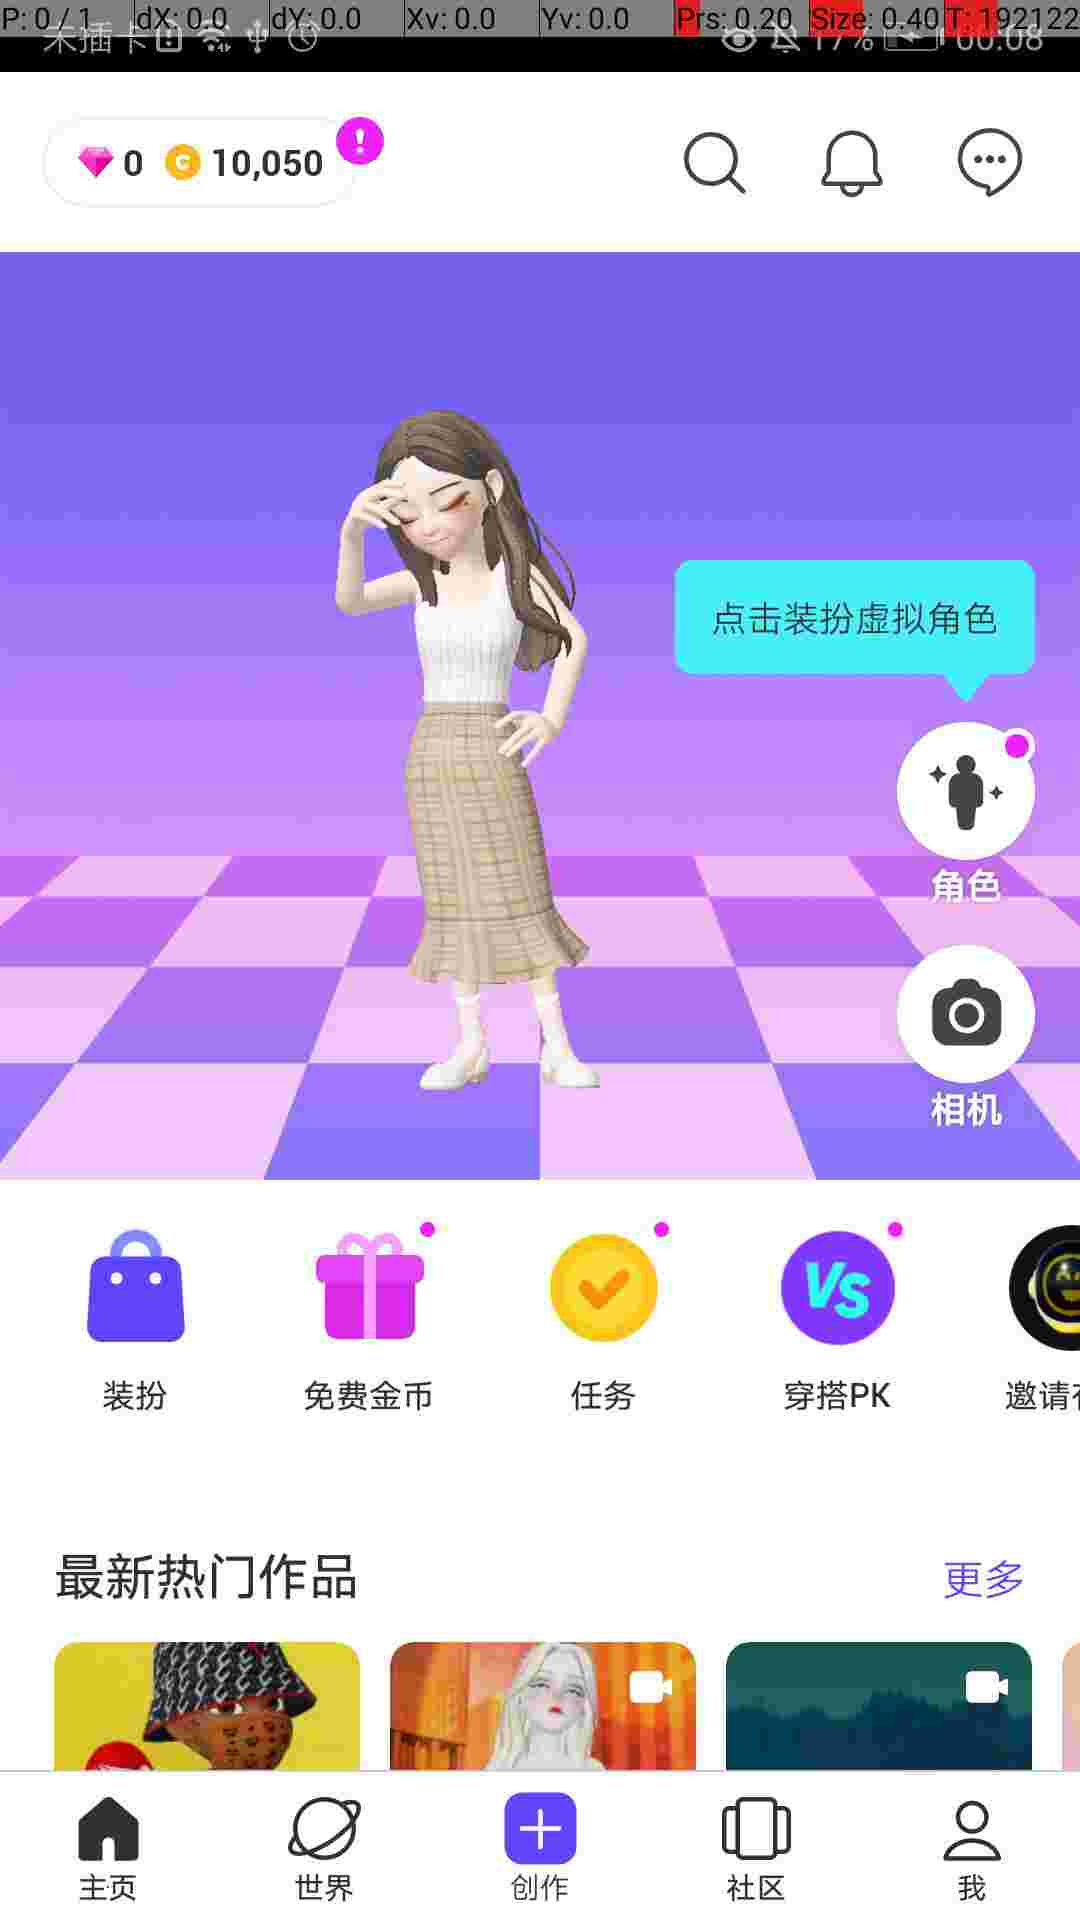 P: 0 / 1 dX: 0.0 dY: 0.0 Xv: 0.0 Yv: 0.0 Prs: 0.20 Size: 0.40 T: 192122
未插卡 17% 00:08
0 C 10,050
点击装扮虚拟角色
角色
相机
VS
装扮 免费金币 任务 穿搭PK 邀请
最新热门作品 更多
主页 世界 创作 社区 我